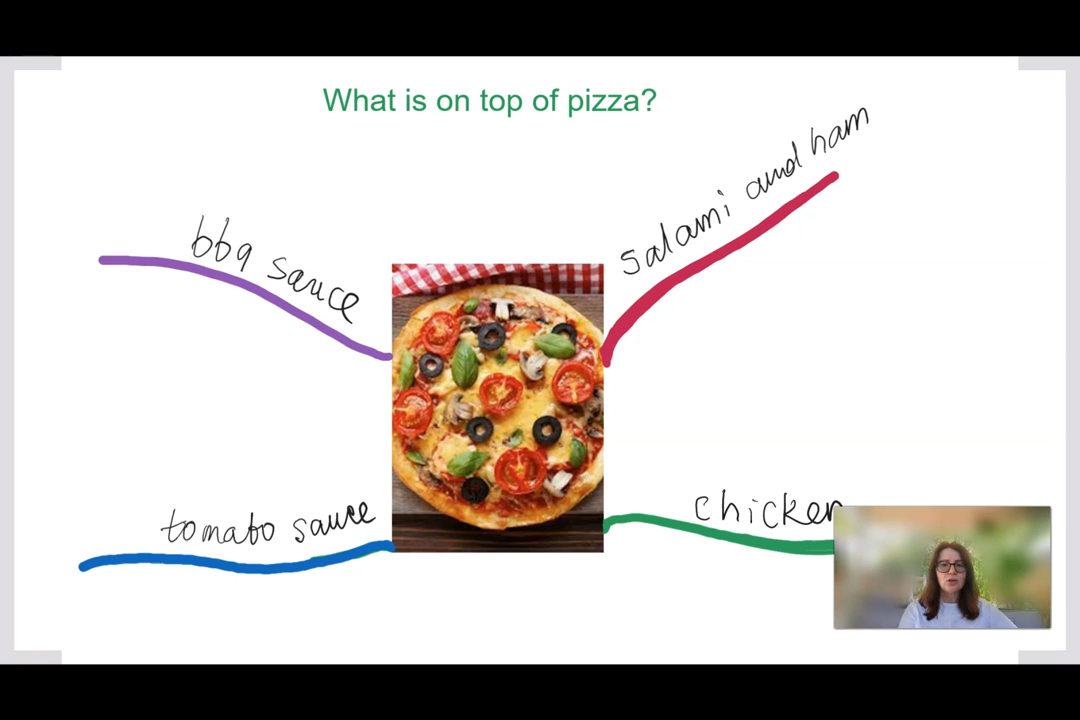 What is on top of pizza?
salami and ham
bbq sauce
tomato sauce
chicken